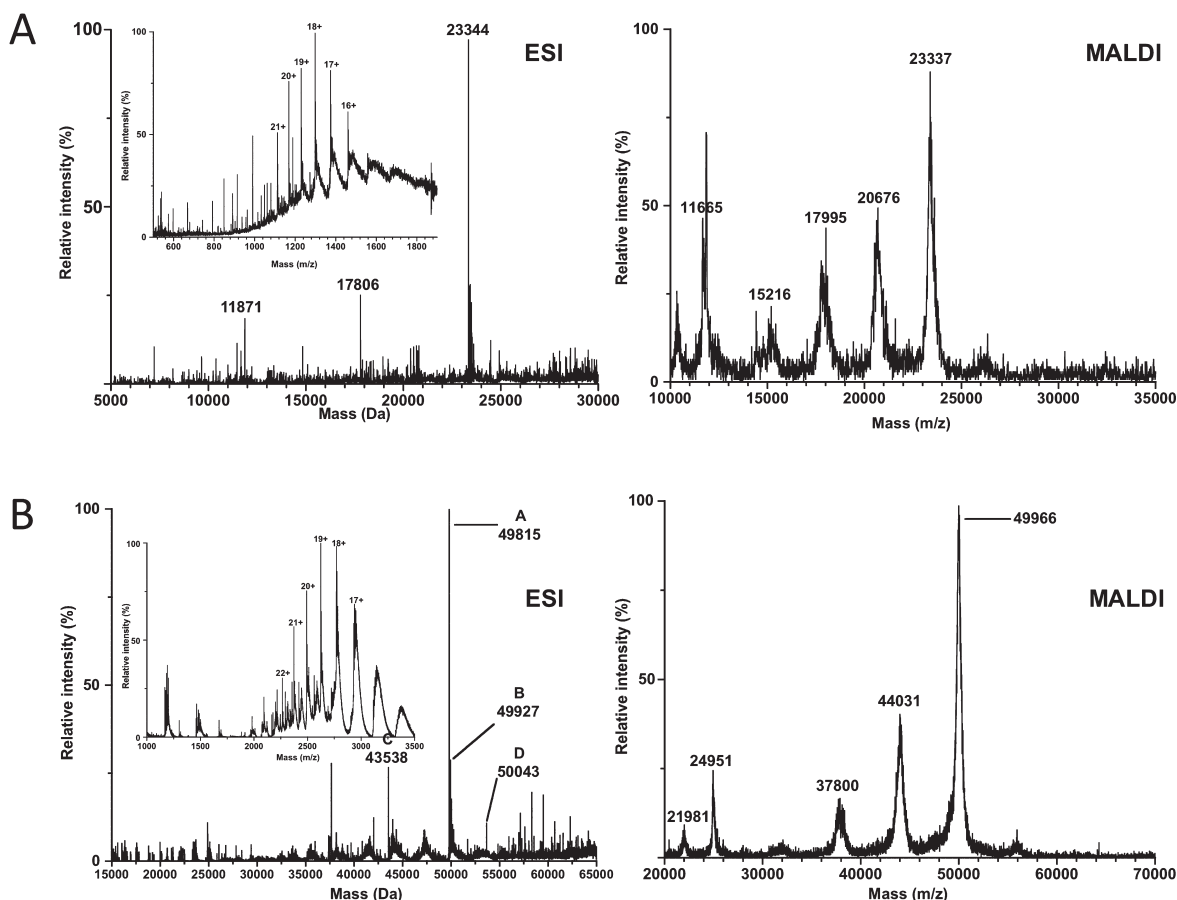 A
100
50
Relative intensity (%)
5000 10000 15000 20000 25000 30000
Mass (Da)
ESI
23344
17806
11871
100
50
0
Relative intensity (%)
600 800 1000 1200 1400 1600 1800
Mass (m/z)
21+
20+
19+
18+
17+
16+
MALDI
100
50
0
Relative intensity (%)
11665
15216
17995
20676
23337
10000 15000 20000 25000 30000 35000
Mass (m/z)
B
100
50
0
Relative intensity (%)
15000 20000 25000 30000 35000 40000 45000 50000 55000 60000 65000
Mass (Da)
ESI
A
49815
B
49927
C
43538
D
50043
100
50
0
Relative intensity (%)
1000 1500 2000 2500 3000 3500
Mass (m/z)
22+
21+
20+
19+
18+
17+
MALDI
100
50
0
Relative intensity (%)
21981
24951
37800
44031
49966
20000 30000 40000 50000 60000 70000
Mass (m/z)